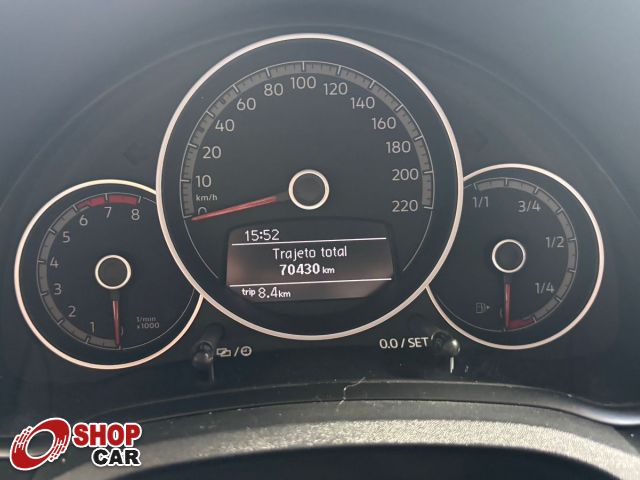 80 100
60 120
40 140
10 160
10 180
km/h 200
0 220
15:52
Trajeto total
70430 km
trip 8.4 km
6 7 8
5
4
3
2
1
1/min
x1000
1/1 3/4
1/2
1/4
0.0 / SET
SHOP
CAR